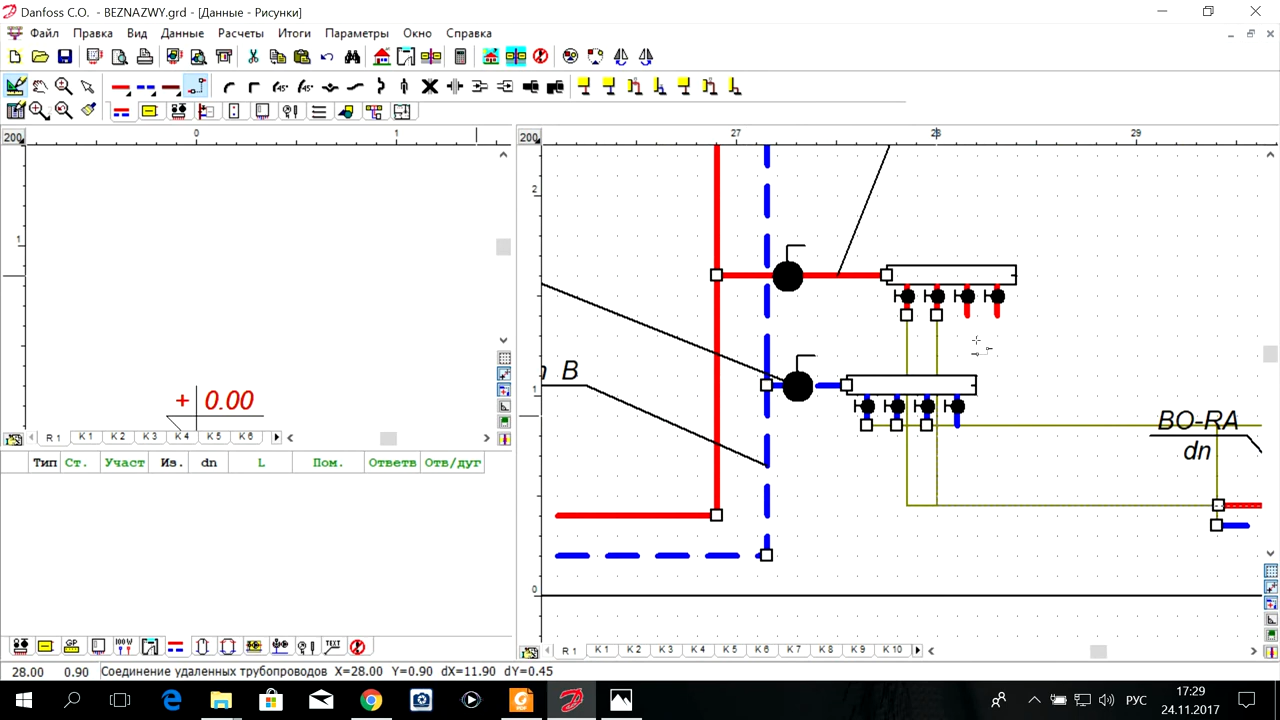 Danfoss C.O. - BEZNAZWY.grd - [Данные - Рисунки]
Файл Правка Вид Данные Расчеты Итоги Параметры Окно Справка
200 0 1
200 27 28 29
1
2
1
0
+ 0.00
B
BO-RA
dn
R 1 K 1 K 2 K 3 K 4 K 5 K 6
Тип Ст. Участ Из. dn L Пом. Ответв Отв/дуг
R 1 K 1 K 2 K 3 K 4 K 5 K 6 K 7 K 8 K 9 K 10
28.00 0.90 Соединение удаленных трубопроводов X=28.00 Y=0.90 dX=11.90 dY=0.45
РУС
17:29
24.11.2017